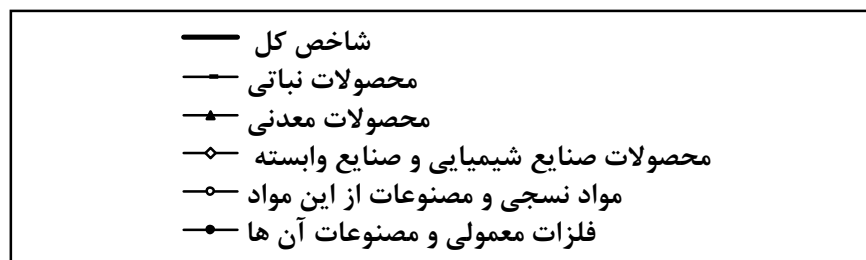 شاخص کل
محصولات نباتی
محصولات معدنی
محصولات صنایع شیمیایی و صنایع وابسته
مواد نسجی و مصنوعات از این مواد
فلزات معمولی و مصنوعات آن ها